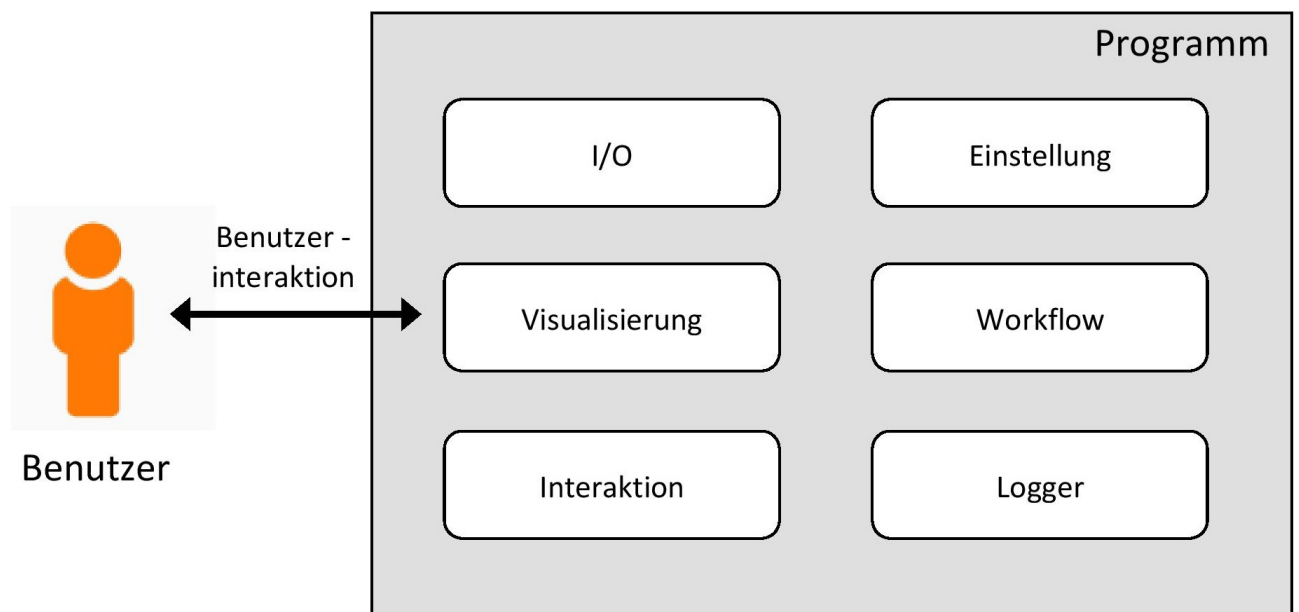 Programm
I/O
Einstellung
Benutzer -
interaktion
Visualisierung
Workflow
Benutzer
Interaktion
Logger